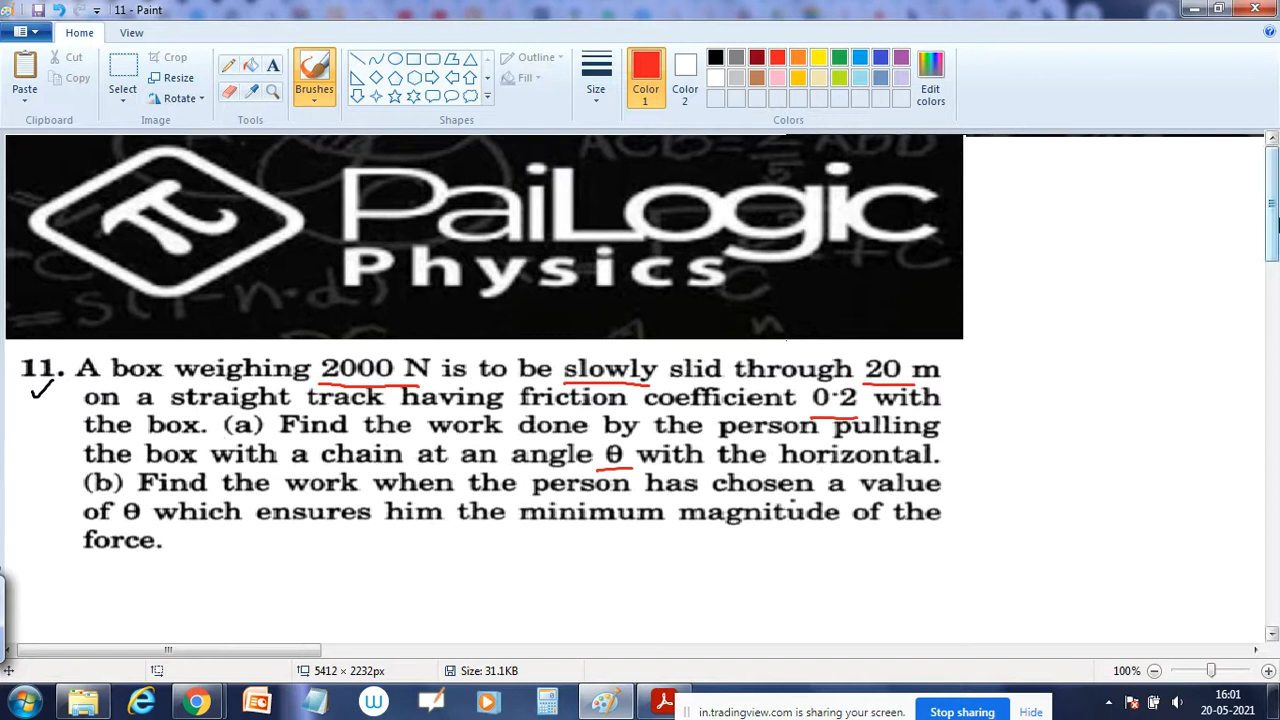 11 - Paint
Home View
Paste
Cut
Copy
Clipboard
Select
Crop
Resize
Rotate
Image
A
Tools
Brushes
Outline
Fill
Shapes
Size
Color 1
Color 2
Edit colors
Colors
π PaiLogic
Physics
11. A box weighing 2000 N is to be slowly slid through 20 m
on a straight track having friction coefficient 0·2 with
the box. (a) Find the work done by the person pulling
the box with a chain at an angle θ with the horizontal.
(b) Find the work when the person has chosen a value
of θ which ensures him the minimum magnitude of the
force.
5412 × 2232px Size: 31.1KB 100%
in.tradingview.com is sharing your screen. Stop sharing Hide
16:01
20-05-2021